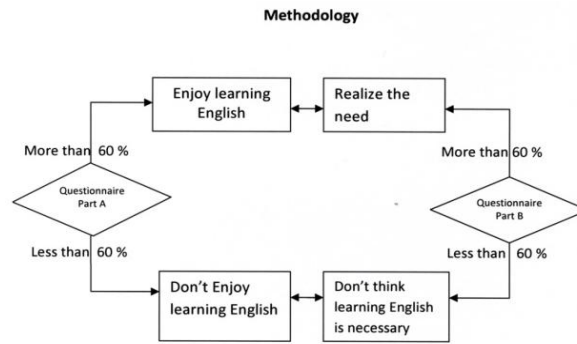 Methodology
Enjoy learning
English
Realize the
need
More than 60 %
More than 60 %
Questionnaire
Part A
Questionnaire
Part B
Less than 60 %
Less than 60 %
Don't Enjoy
learning English
Don't think
learning English
is necessary